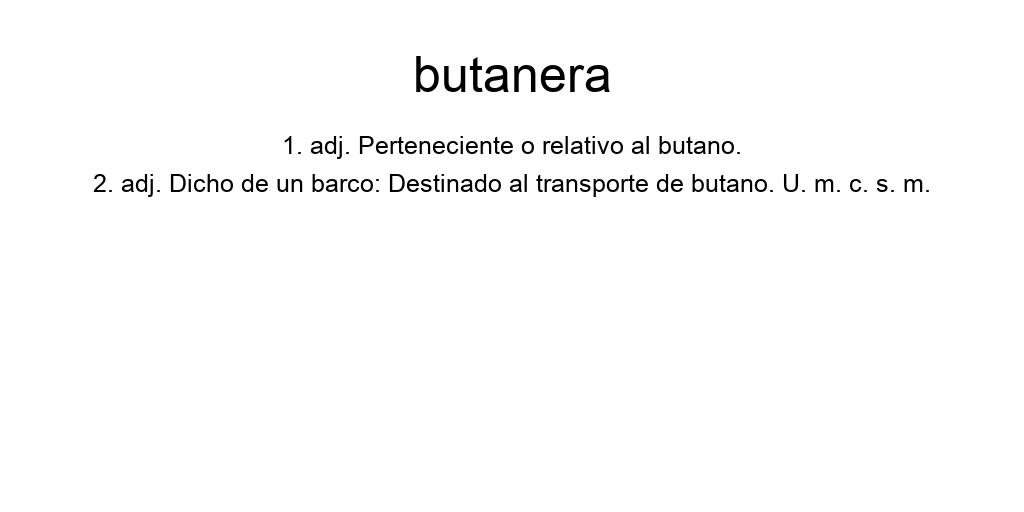 butanera
1. adj. Perteneciente o relativo al butano.
2. adj. Dicho de un barco: Destinado al transporte de butano. U. m. c. s. m.